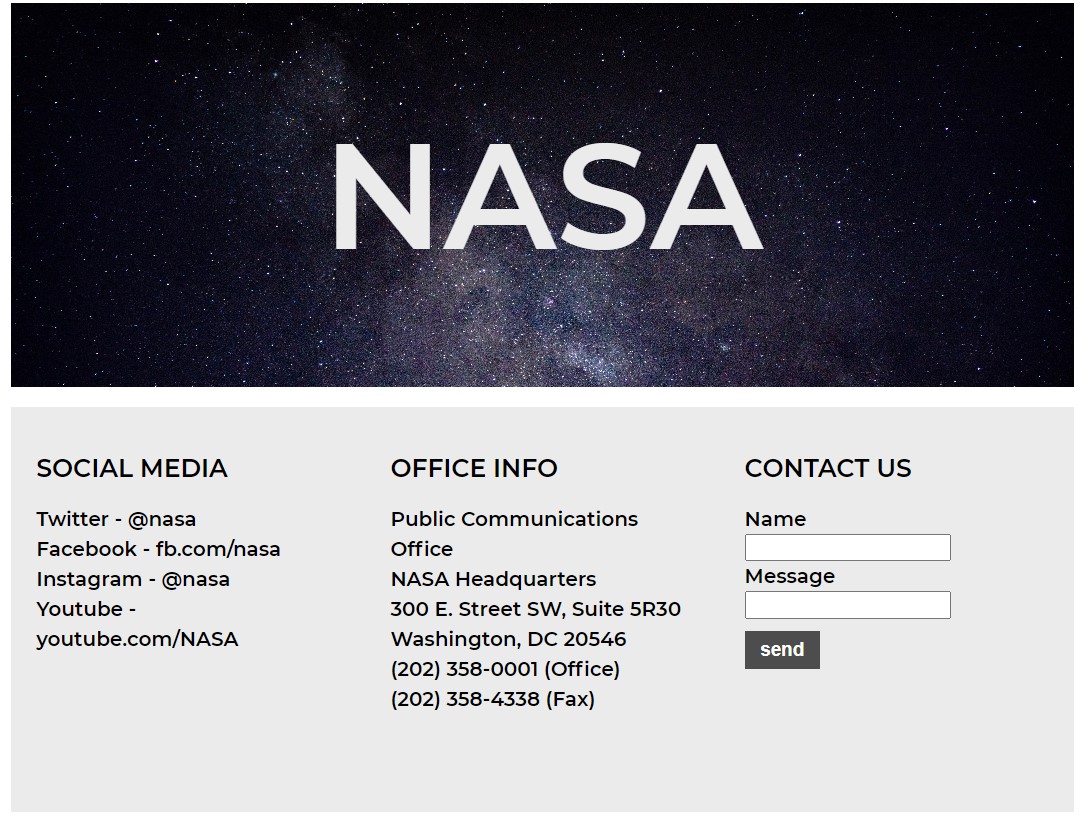 NASA
SOCIAL MEDIA
Twitter - @nasa
Facebook - fb.com/nasa
Instagram - @nasa
Youtube -
youtube.com/NASA
OFFICE INFO
Public Communications
Office
NASA Headquarters
300 E. Street SW, Suite 5R30
Washington, DC 20546
(202) 358-0001 (Office)
(202) 358-4338 (Fax)
CONTACT US
Name
Message
send